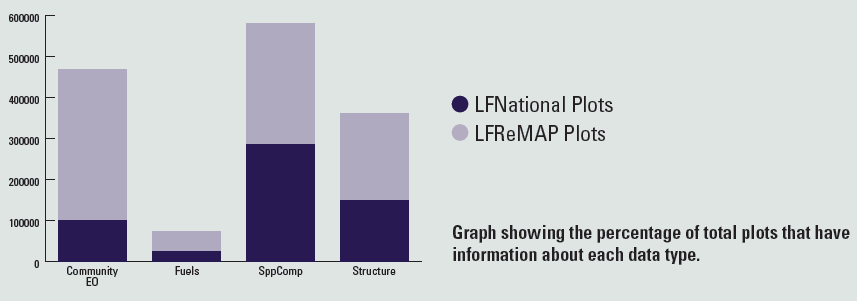 600000
500000
400000
300000
200000
100000
0
Community
EO
Fuels
SppComp
Structure
LFNational Plots
LFReMAP Plots
Graph showing the percentage of total plots that have
information about each data type.